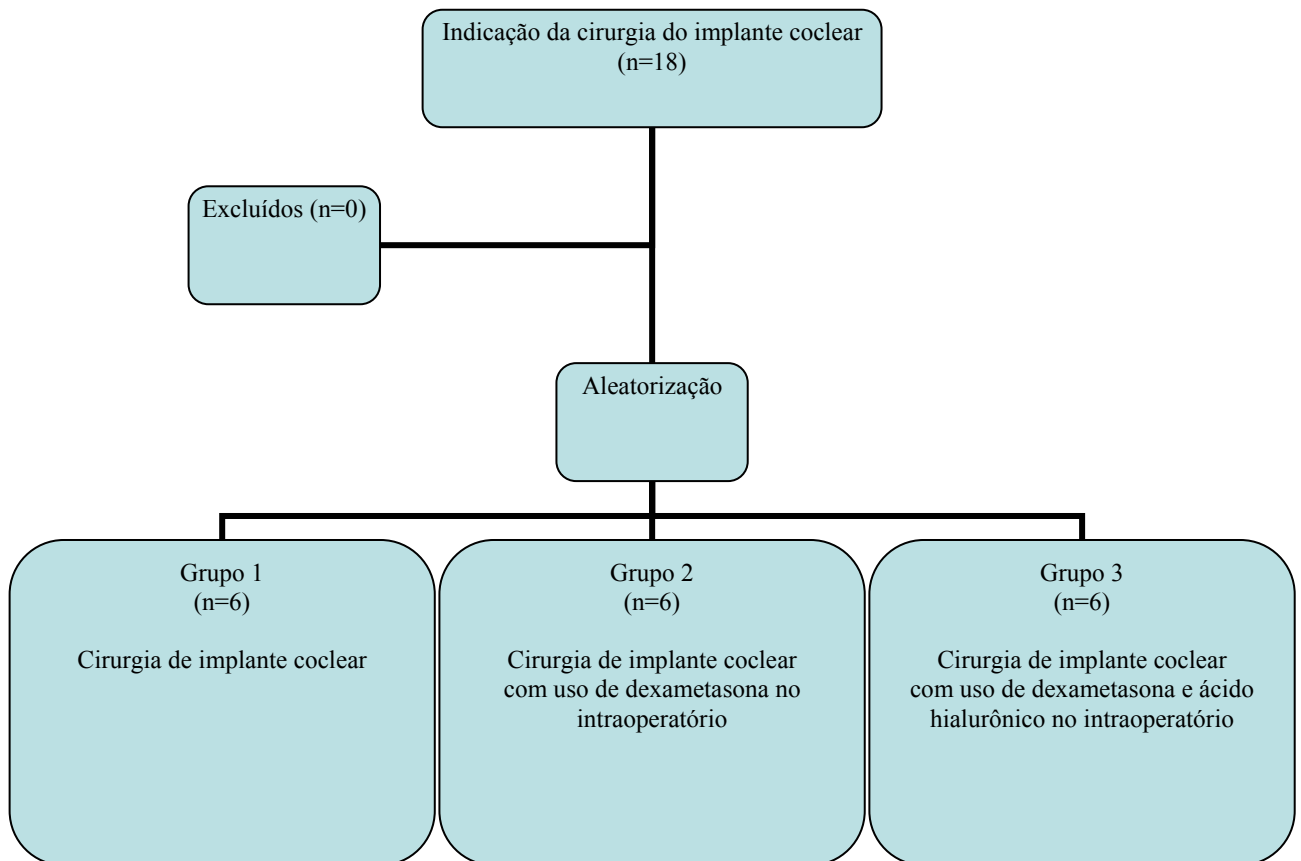 Indicação da cirurgia do implante coclear
(n=18)
Excluídos (n=0)
Aleatorização
Grupo 1
(n=6)
Cirurgia de implante coclear
Grupo 2
(n=6)
Cirurgia de implante coclear
com uso de dexametasona no
intraoperatório
Grupo 3
(n=6)
Cirurgia de implante coclear
com uso de dexametasona e ácido
hialurônico no intraoperatório